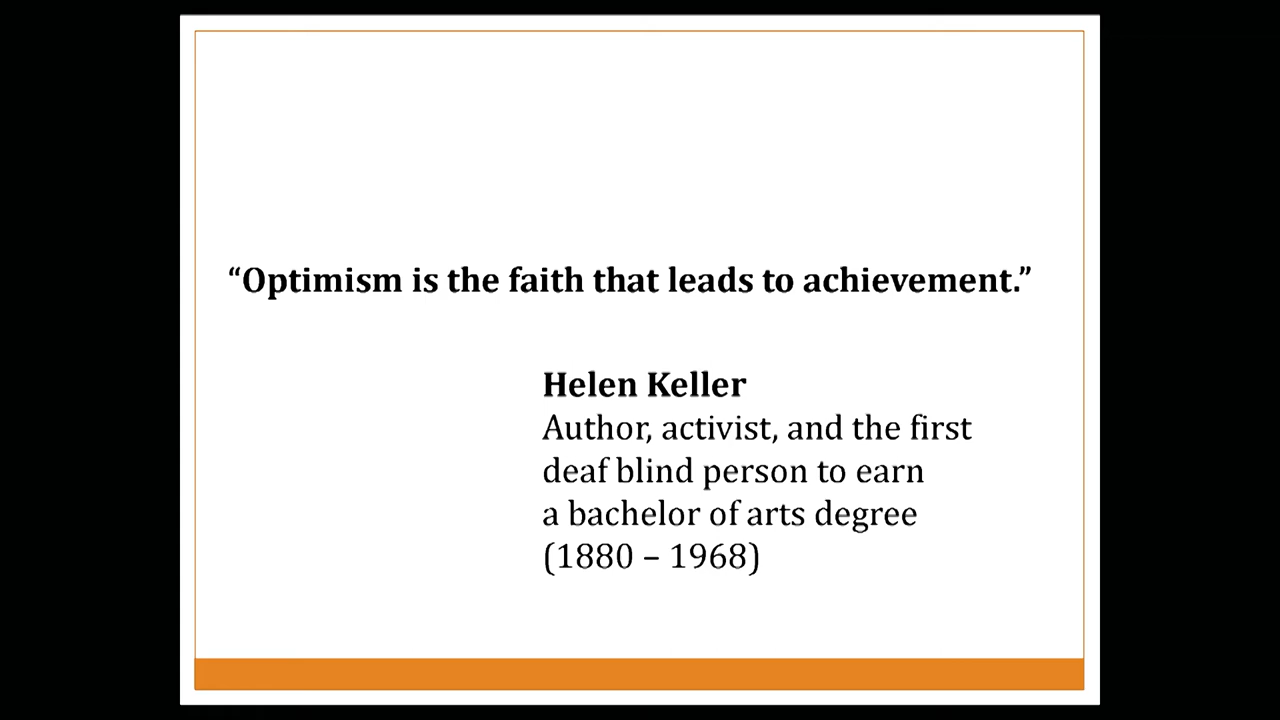 “Optimism is the faith that leads to achievement.”
Helen Keller
Author, activist, and the first
deaf blind person to earn
a bachelor of arts degree
(1880 – 1968)